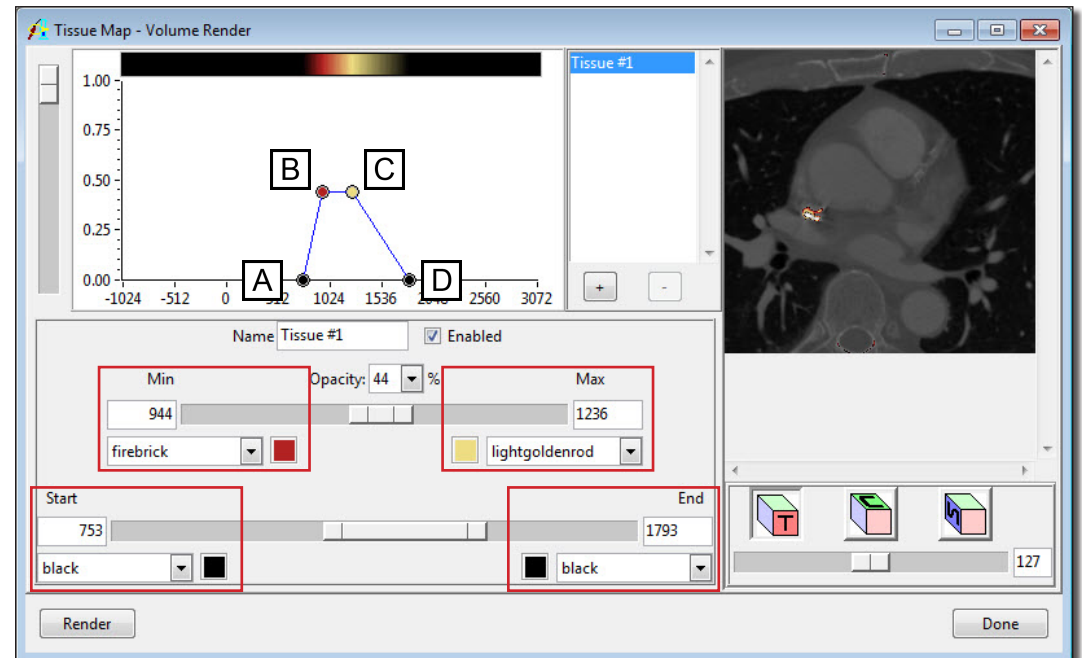 Tissue Map - Volume Render
1.00
0.75
0.50
0.25
0.00
B C
A D
-1024 -512 0 512 1024 1536 2048 2560 3072
Tissue #1
+ -
Name Tissue #1 Enabled
Min Opacity: 44 % Max
944 1236
firebrick lightgoldenrod
Start End
753 1793
black black
T
127
Render Done